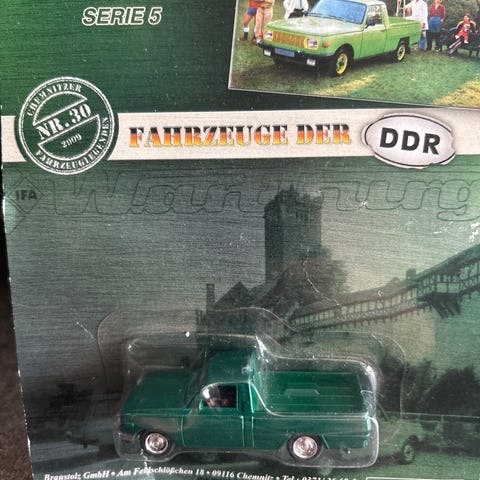 SERIE 5
CHEMNITZER
NR. 30
2009
FAHRZEUGLEGENDEN
FAHRZEUGE DER
DDR
IFA
Wartburg
Braustolz GmbH • Am Feldschlößchen 18 • 09116 Chemnitz • Tel.: